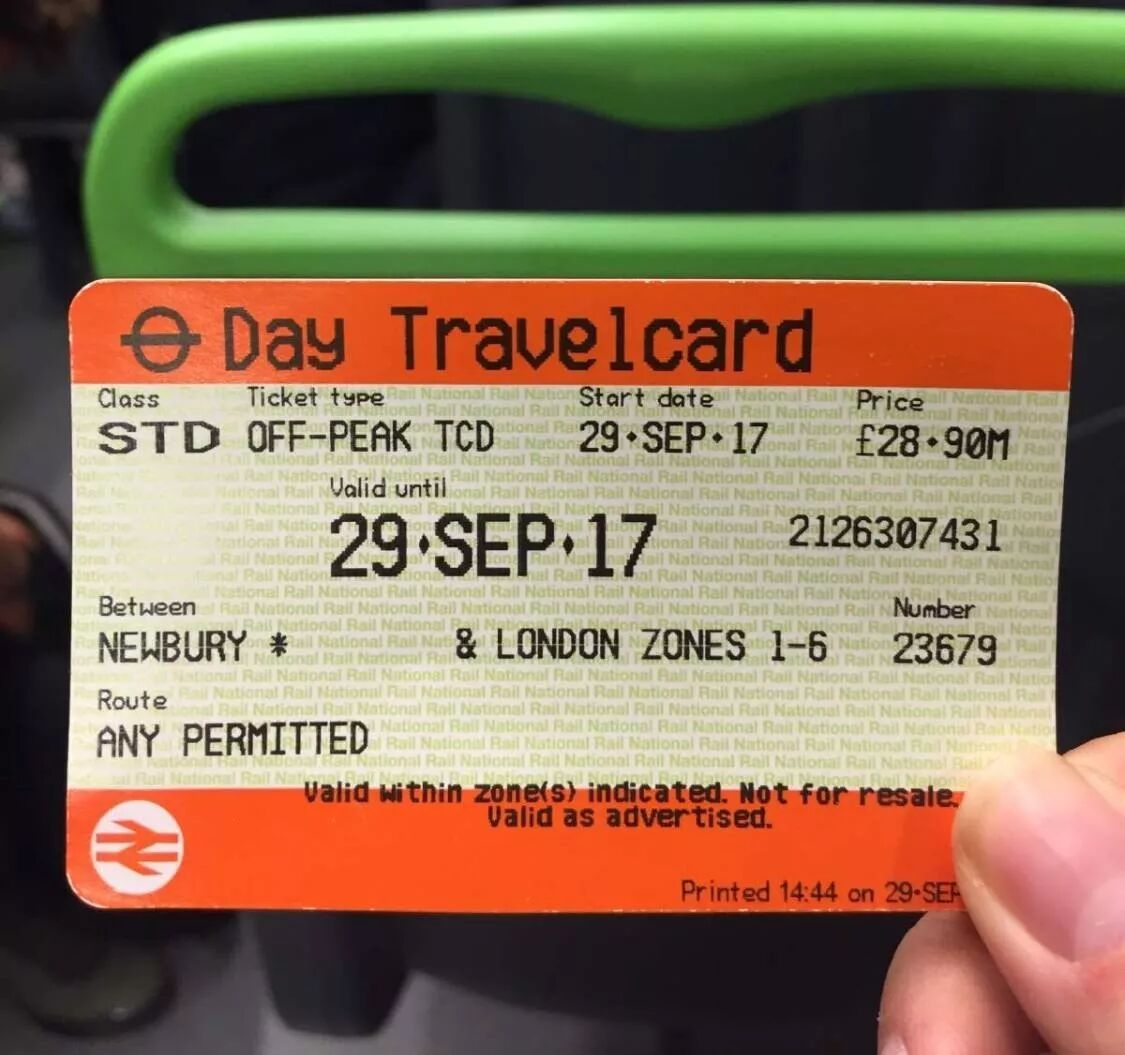 Day Travelcard
Class Ticket type Start date Price
STD OFF-PEAK TCD 29·SEP·17 £28·90M
Valid until
29·SEP·17 2126307431
Between Number
NEWBURY * & LONDON ZONES 1-6 23679
Route
ANY PERMITTED
Valid within zone(s) indicated. Not for resale.
Valid as advertised.
Printed 14:44 on 29·SEP